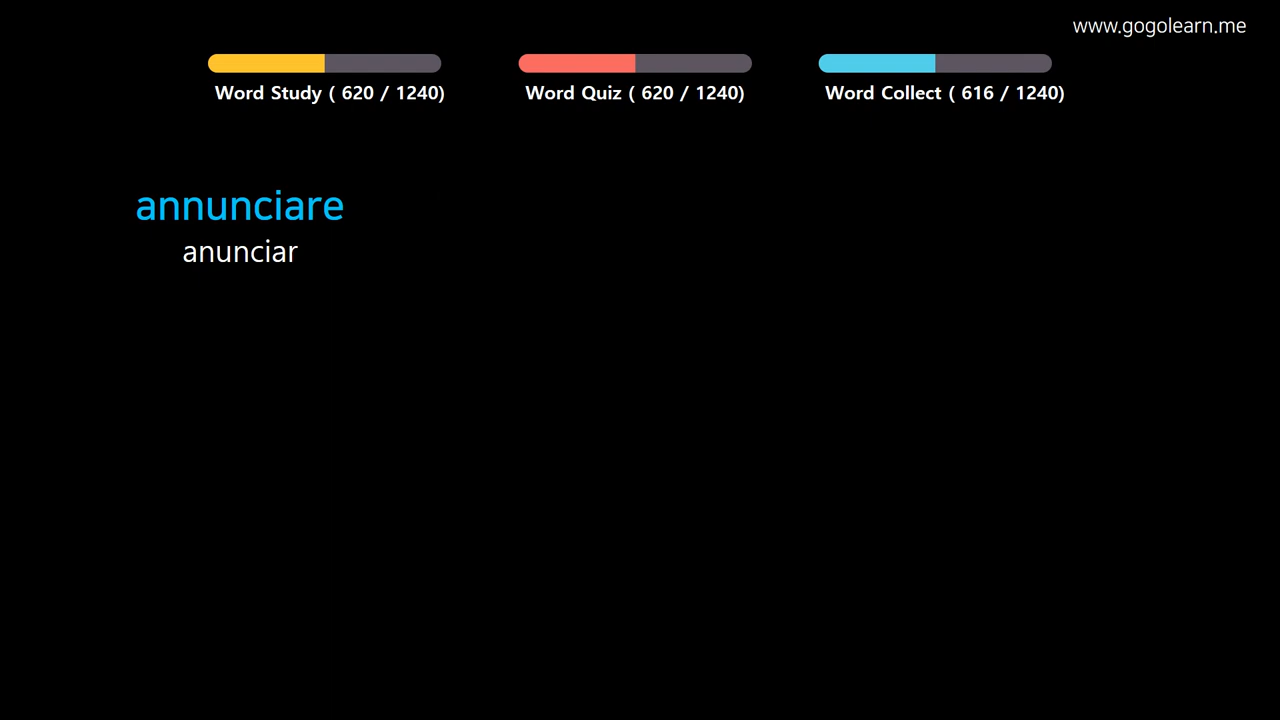 www.gogolearn.me
Word Study ( 620 / 1240)
Word Quiz ( 620 / 1240)
Word Collect ( 616 / 1240)
annunciare
anunciar